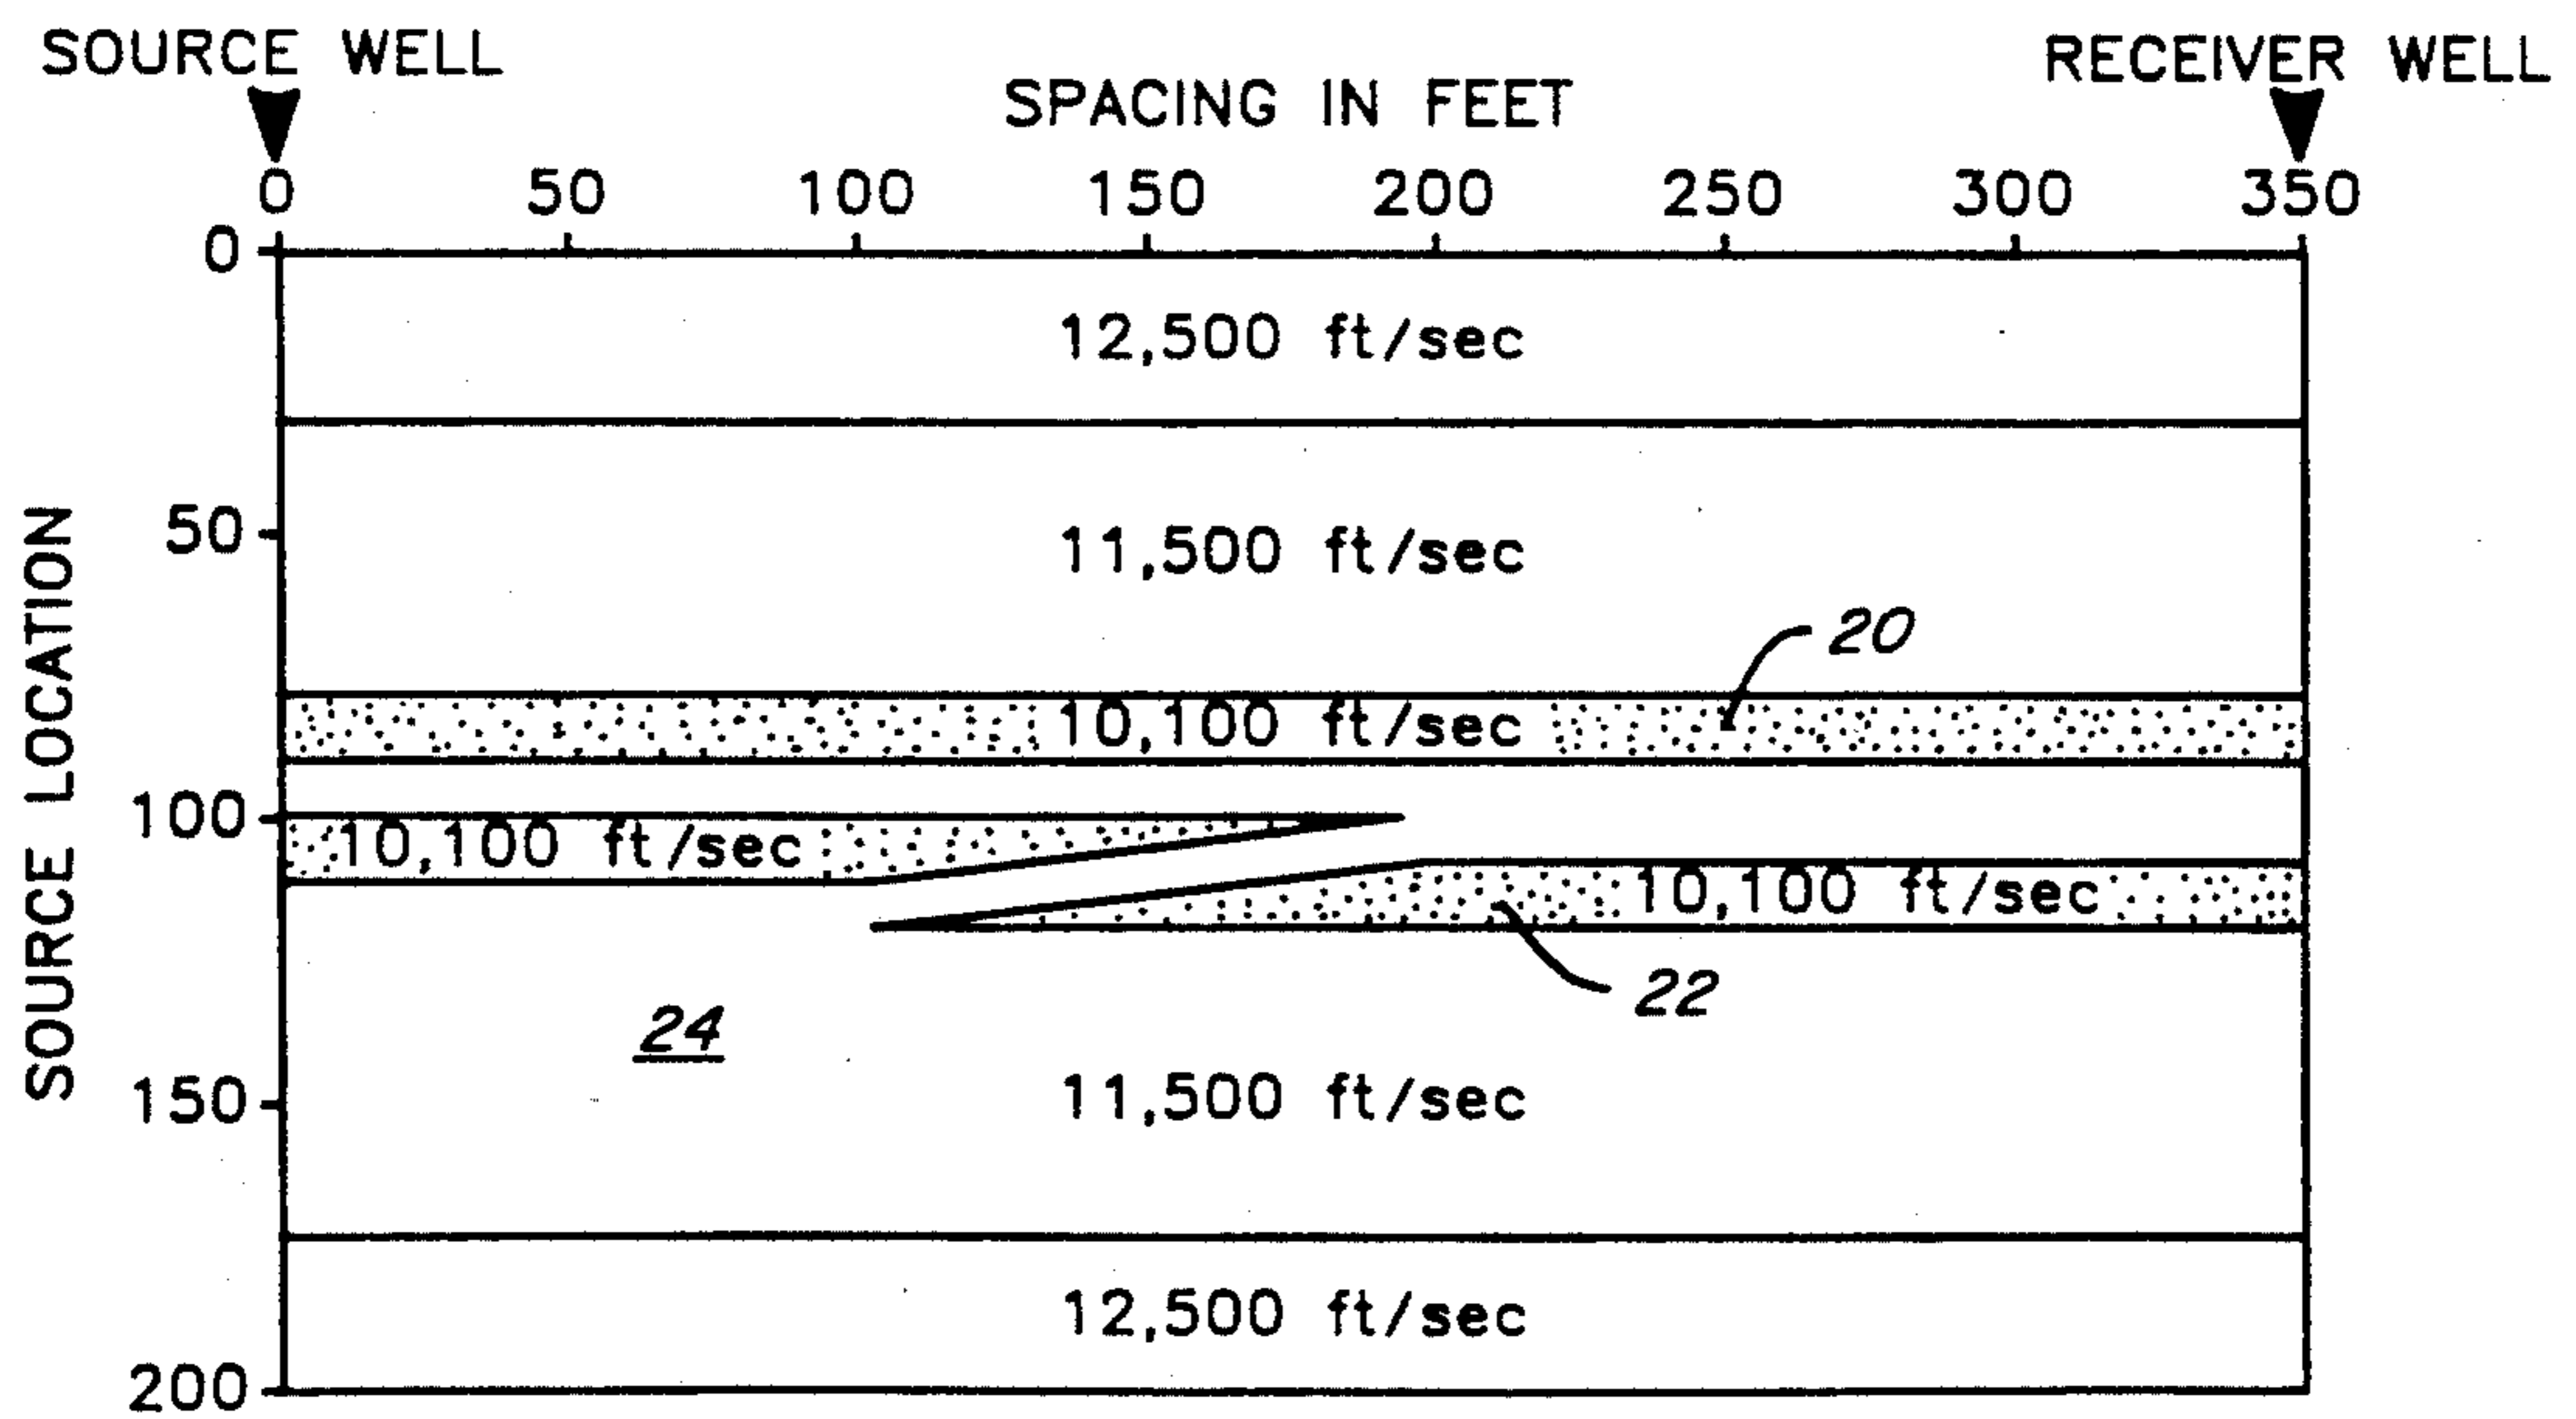 SOURCE WELL
RECEIVER WELL
SPACING IN FEET
0 50 100 150 200 250 300 350
0
12,500 ft/sec
50
11,500 ft/sec
20
10,100 ft/sec
100
10,100 ft/sec
10,100 ft/sec
22
24
150
11,500 ft/sec
12,500 ft/sec
200
SOURCE LOCATION